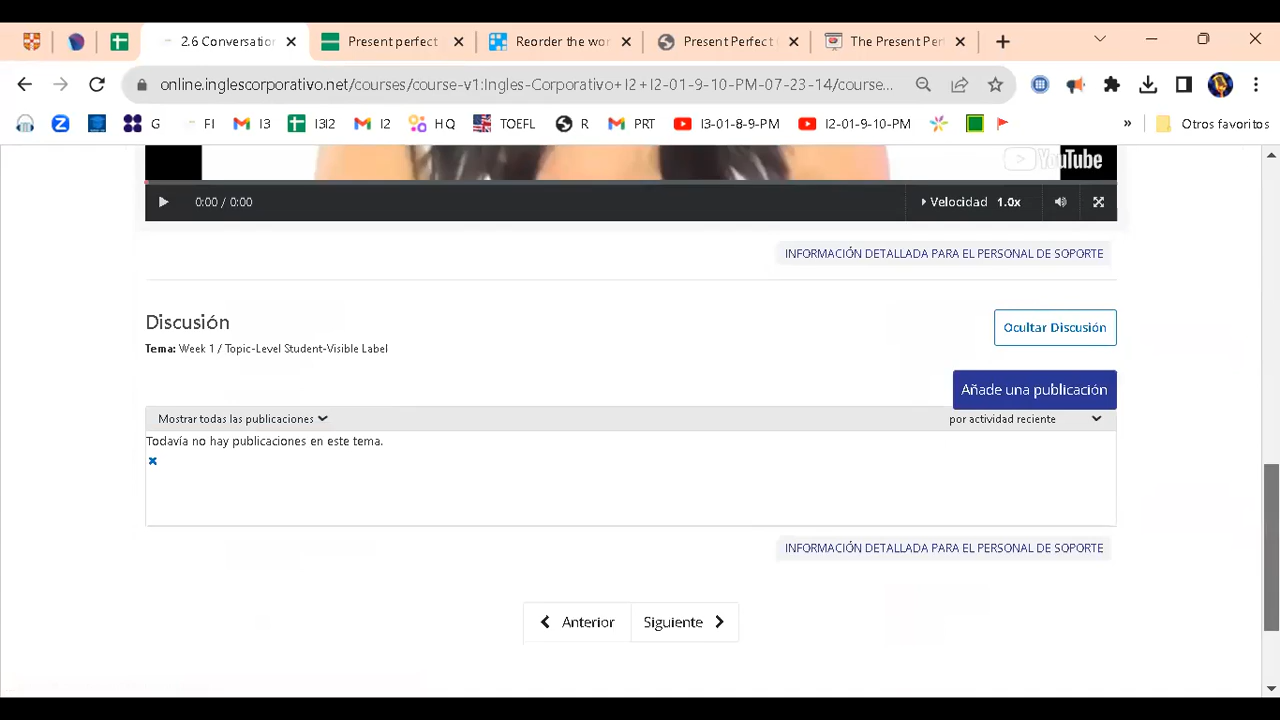 2.6 Conversation
Present perfect
Reorder the wor
Present Perfect
The Present Per
online.inglescorporativo.net/courses/course-v1:Ingles-Corporativo+I2+I2-01-9-10-PM-07-23-14/course...
G
FI
I3
I3I2
I2
HQ
TOEFL
R
PRT
I3-01-8-9-PM
I2-01-9-10-PM
»
Otros favoritos
YouTube
0:00 / 0:00
Velocidad 1.0x
INFORMACIÓN DETALLADA PARA EL PERSONAL DE SOPORTE
Discusión
Ocultar Discusión
Tema: Week 1 / Topic-Level Student-Visible Label
Añade una publicación
Mostrar todas las publicaciones
por actividad reciente
Todavía no hay publicaciones en este tema.
INFORMACIÓN DETALLADA PARA EL PERSONAL DE SOPORTE
Anterior
Siguiente